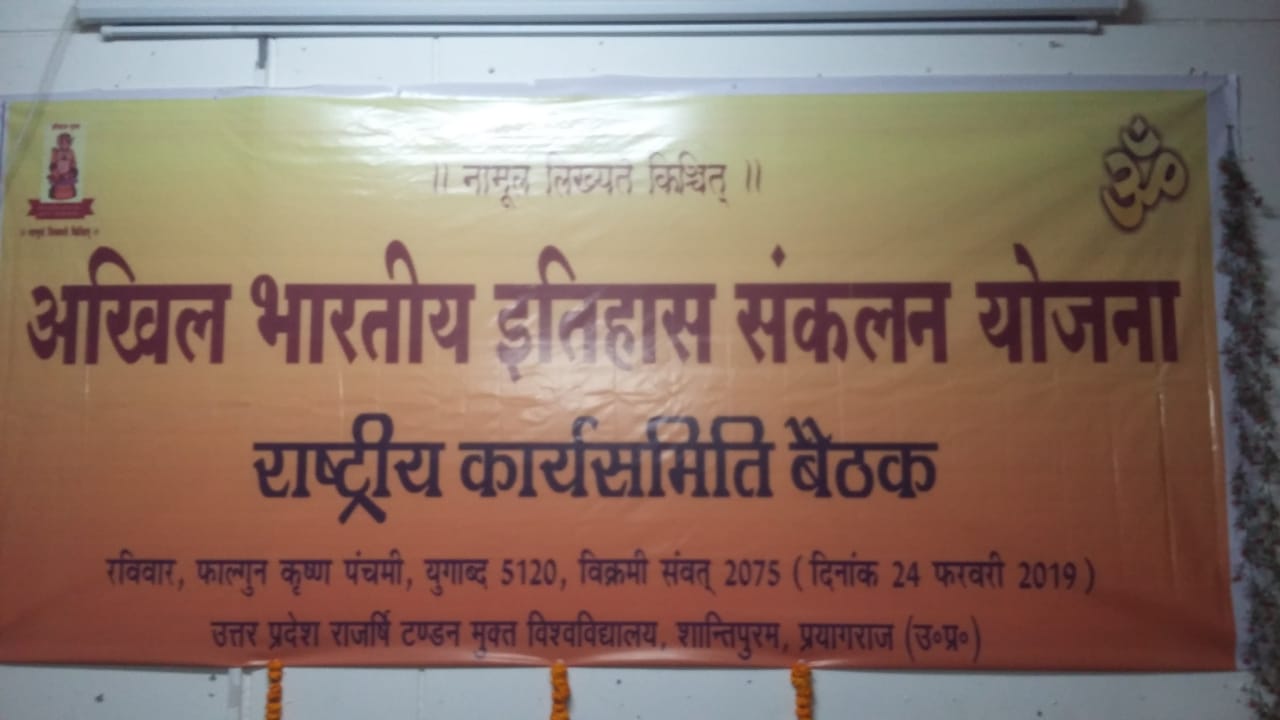 ॥ नामूलं लिख्यते किञ्चित् ॥
अखिल भारतीय इतिहास संकलन योजना
राष्ट्रीय कार्यसमिति बैठक
रविवार, फाल्गुन कृष्ण पंचमी, युगाब्द 5120, विक्रमी संवत् 2075 ( दिनांक 24 फरवरी 2019 )
उत्तर प्रदेश राजर्षि टण्डन मुक्त विश्वविद्यालय, शान्तिपुरम, प्रयागराज (उ०प्र०)